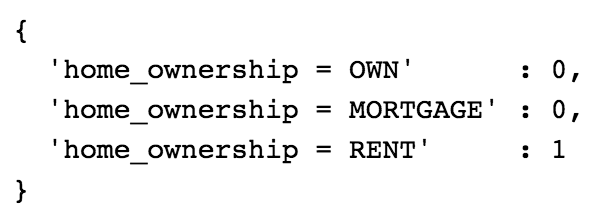 {
  'home_ownership = OWN'      : 0,
  'home_ownership = MORTGAGE' : 0,
  'home_ownership = RENT'     : 1
}